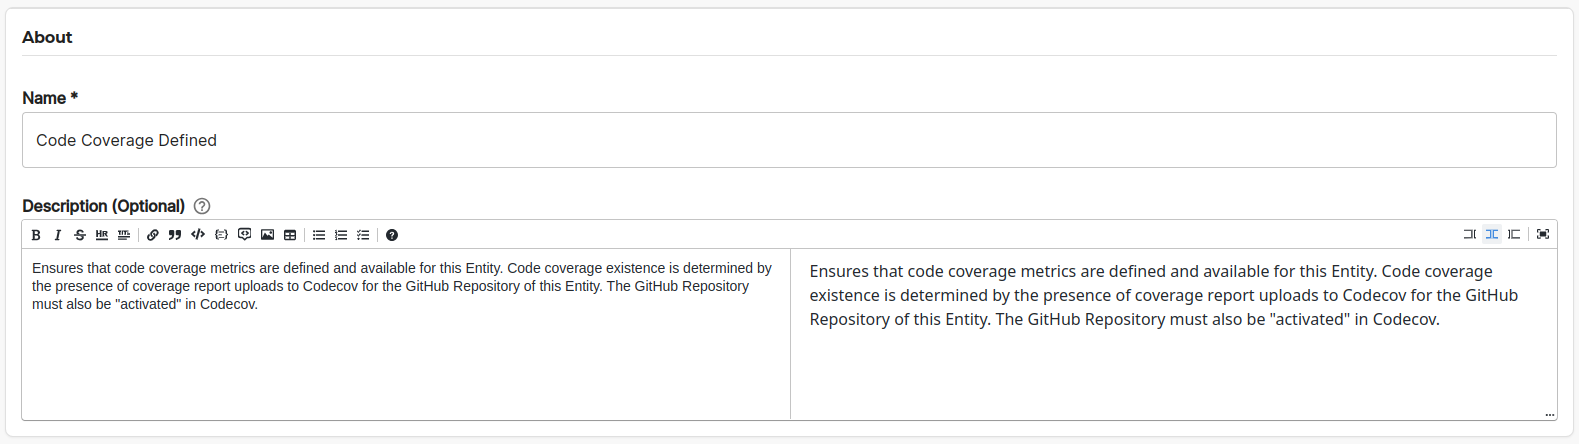 About
Name *
Code Coverage Defined
Description (Optional) ?
B I S HR TITL
Ensures that code coverage metrics are defined and available for this Entity. Code coverage existence is determined by
the presence of coverage report uploads to Codecov for the GitHub Repository of this Entity. The GitHub Repository
must also be "activated" in Codecov.
Ensures that code coverage metrics are defined and available for this Entity. Code coverage
existence is determined by the presence of coverage report uploads to Codecov for the GitHub
Repository of this Entity. The GitHub Repository must also be "activated" in Codecov.